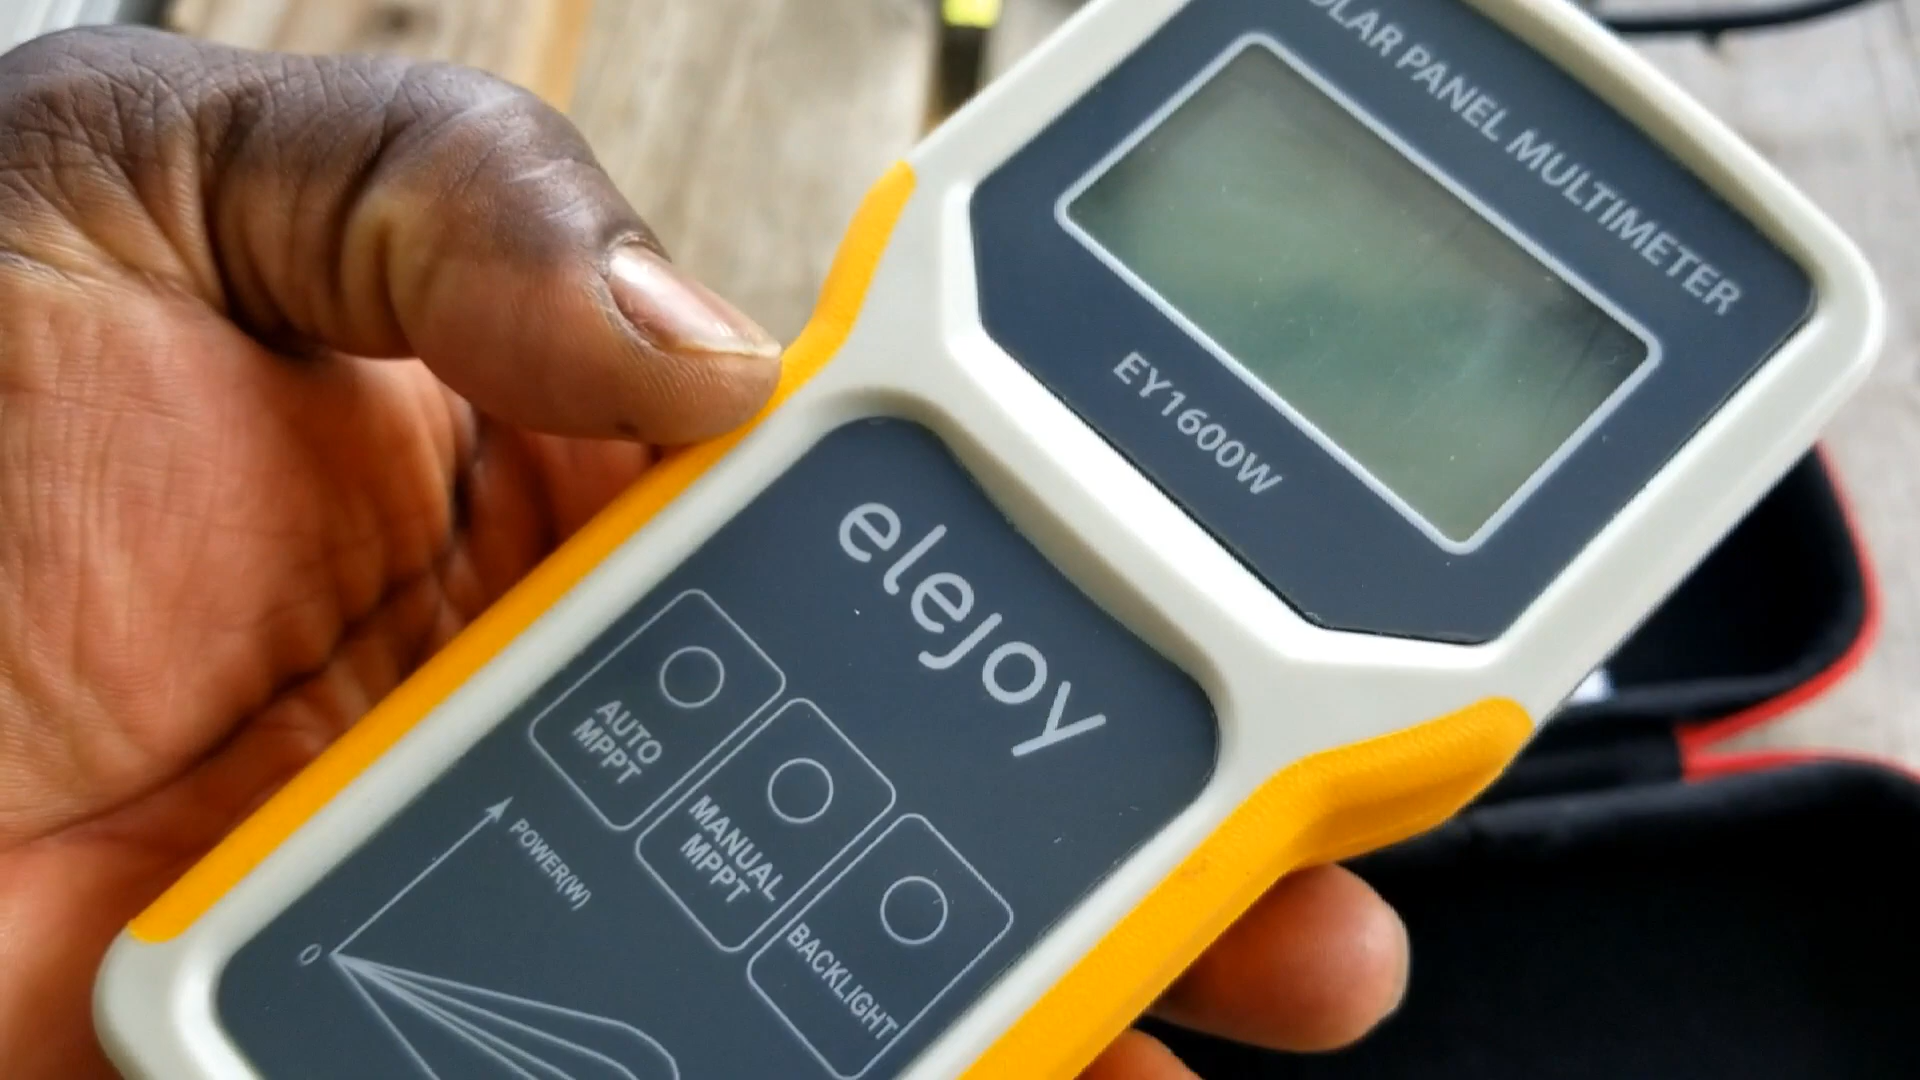 OLAR PANEL MULTIMETER
EY1600W
elejoy
AUTO
MPPT
MANUAL
MPPT
BACKLIGHT
POWER(W)
0